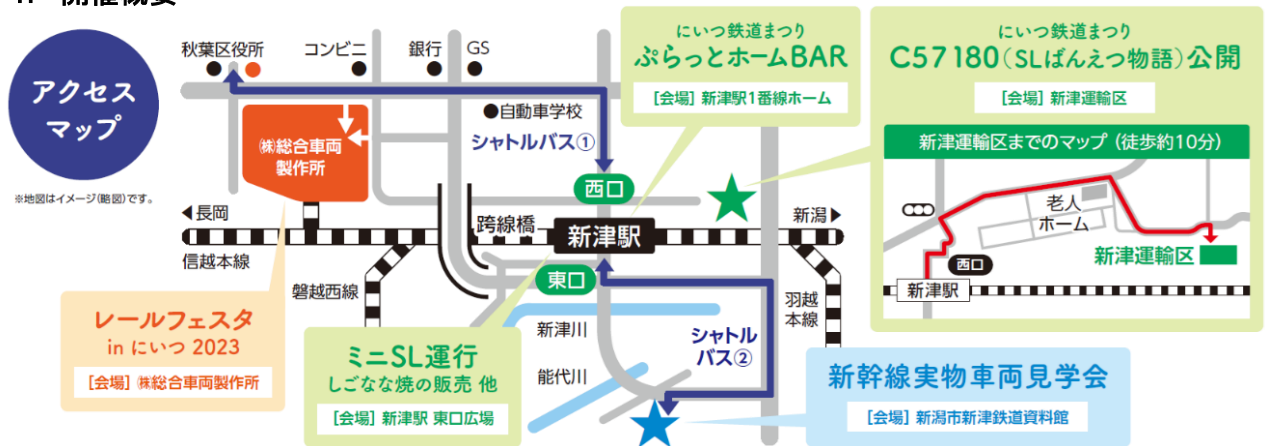 1. 開催概要
アクセス
マップ
※地図はイメージ(略図)です。
秋葉区役所
コンビニ
銀行
GS
●自動車学校
シャトルバス①
㈱総合車両
製作所
西口
◀長岡
跨線橋
新津駅
新潟▶
信越本線
東口
磐越西線
羽越
本線
新津川
能代川
シャトル
バス②
レールフェスタ
in にいつ 2023
[会場] ㈱総合車両製作所
ミニSL運行
しごなな焼の販売 他
[会場] 新津駅 東口広場
にいつ鉄道まつり
ぷらっとホームBAR
[会場] 新津駅1番線ホーム
にいつ鉄道まつり
C57180(SLばんえつ物語)公開
[会場] 新津運輸区
新津運輸区までのマップ (徒歩約10分)
老人
ホーム
新津運輸区
西口
新津駅
新幹線実物車両見学会
[会場] 新潟市新津鉄道資料館